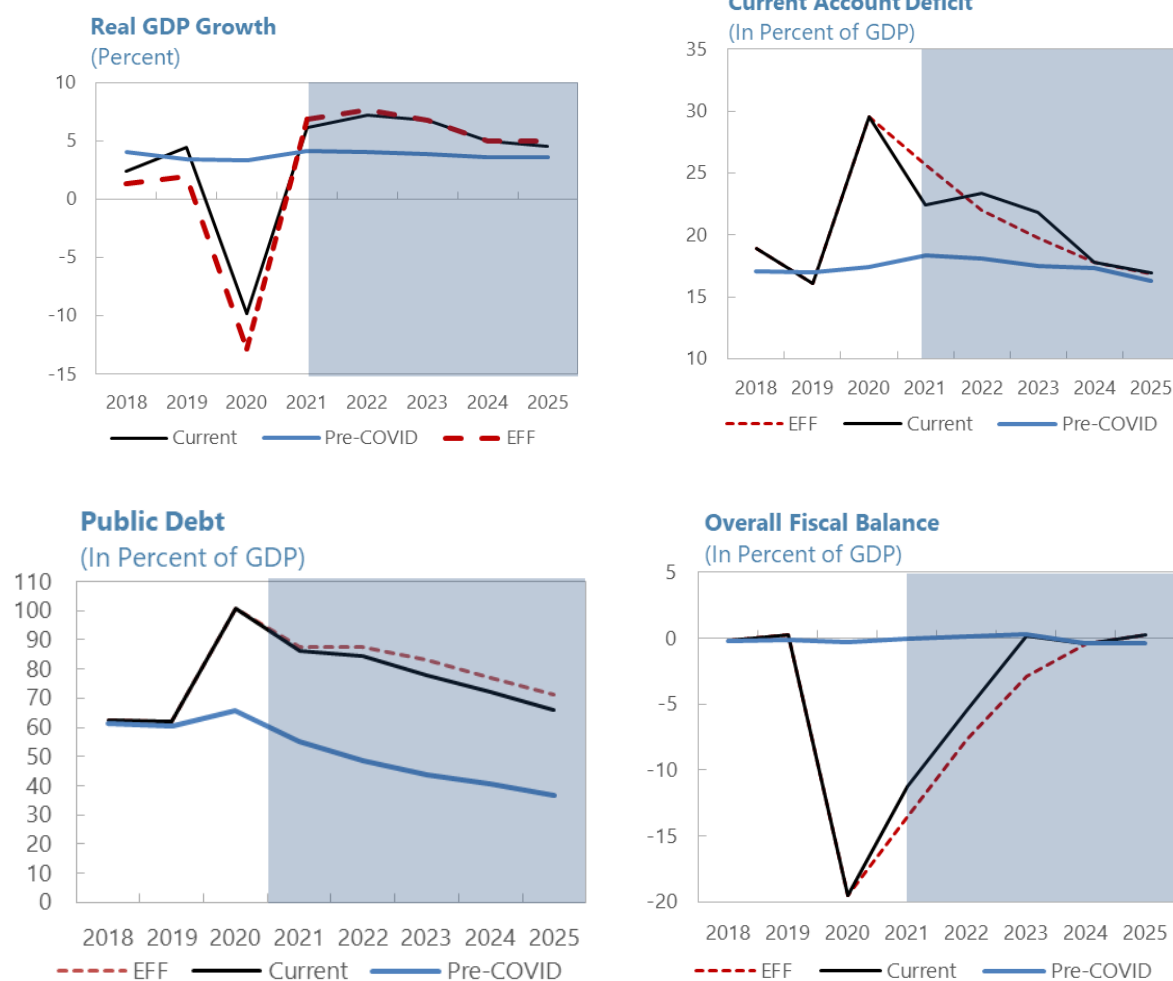 Real GDP Growth
(Percent)
10
5
0
-5
-10
-15
2018 2019 2020 2021 2022 2023 2024 2025
Current Pre-COVID EFF
Current Account Deficit
(In Percent of GDP)
35
30
25
20
15
10
2018 2019 2020 2021 2022 2023 2024 2025
EFF Current Pre-COVID
Public Debt
(In Percent of GDP)
110
100
90
80
70
60
50
40
30
20
10
0
2018 2019 2020 2021 2022 2023 2024 2025
EFF Current Pre-COVID
Overall Fiscal Balance
(In Percent of GDP)
5
0
-5
-10
-15
-20
2018 2019 2020 2021 2022 2023 2024 2025
EFF Current Pre-COVID